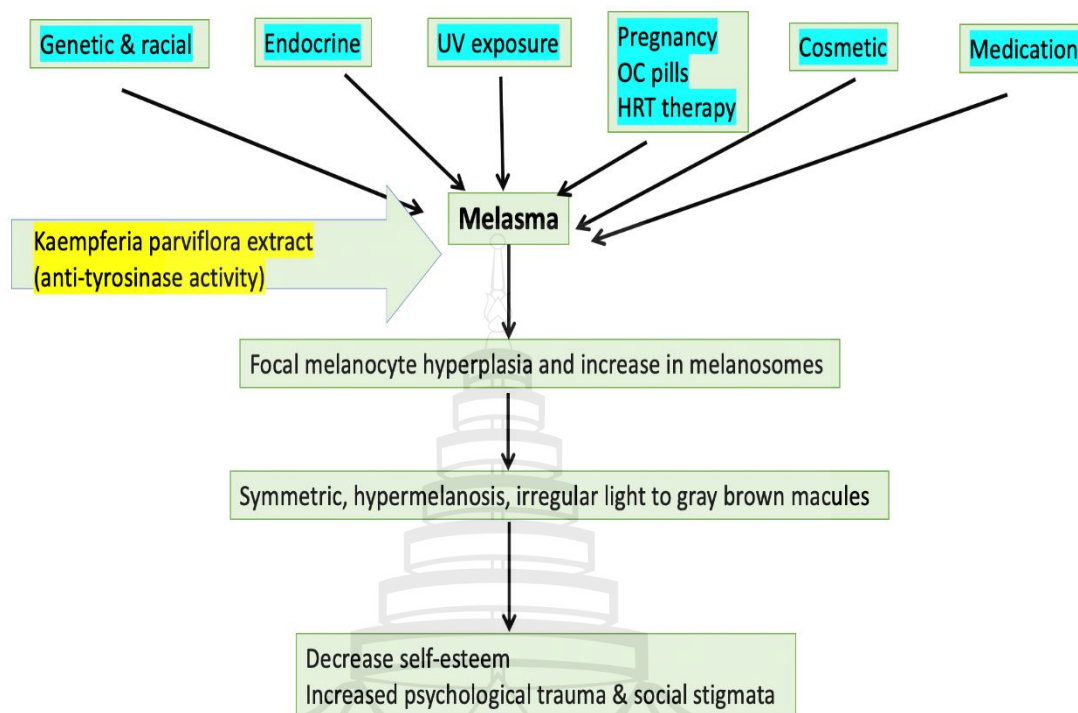 Genetic & racial
Endocrine
UV exposure
Pregnancy
OC pills
HRT therapy
Cosmetic
Medication
Melasma
Kaempferia parviflora extract
(anti-tyrosinase activity)
Focal melanocyte hyperplasia and increase in melanosomes
Symmetric, hypermelanosis, irregular light to gray brown macules
Decrease self-esteem
Increased psychological trauma & social stigmata